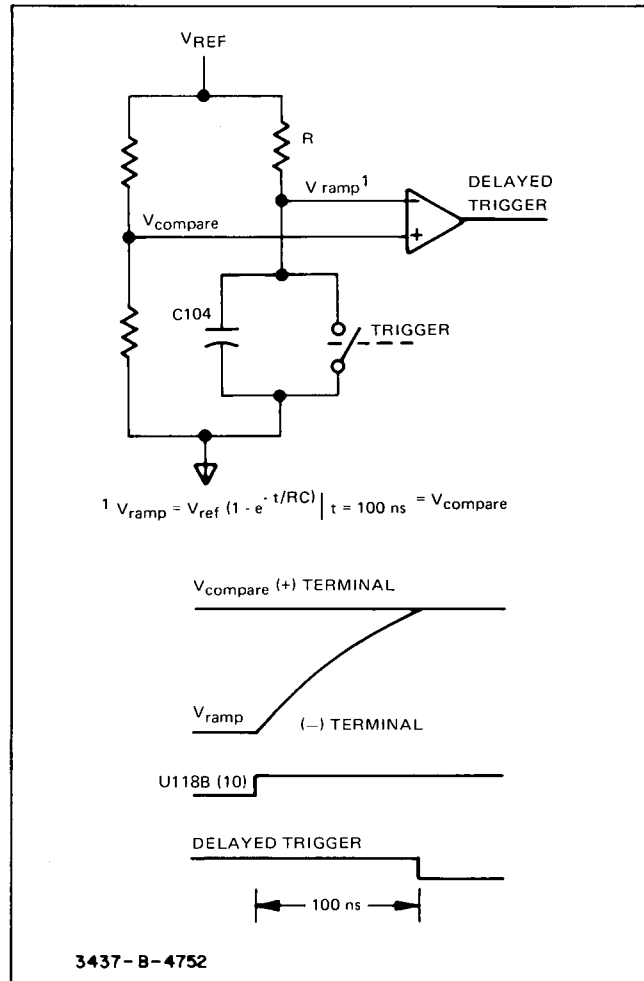 VREF
R
V ramp1
DELAYED
TRIGGER
Vcompare
- 
+
C104
TRIGGER
1 Vramp = Vref (1 - e-t/RC) | t = 100 ns = Vcompare
Vcompare (+) TERMINAL
Vramp (—) TERMINAL
U118B (10)
DELAYED TRIGGER
100 ns
3437-B-4752